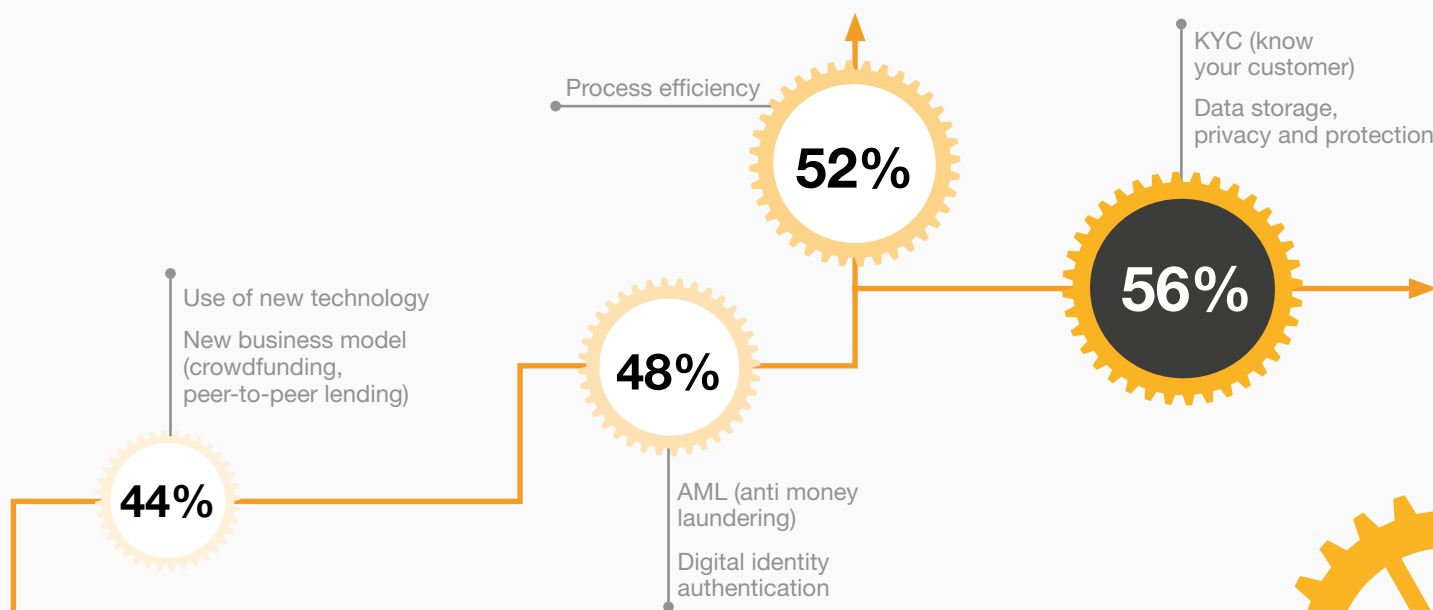 KYC (know
your customer)
Data storage,
privacy and protection
Process efficiency
52%
56%
Use of new technology
New business model
(crowdfunding,
peer-to-peer lending)
48%
44%
AML (anti money
laundering)
Digital identity
authentication